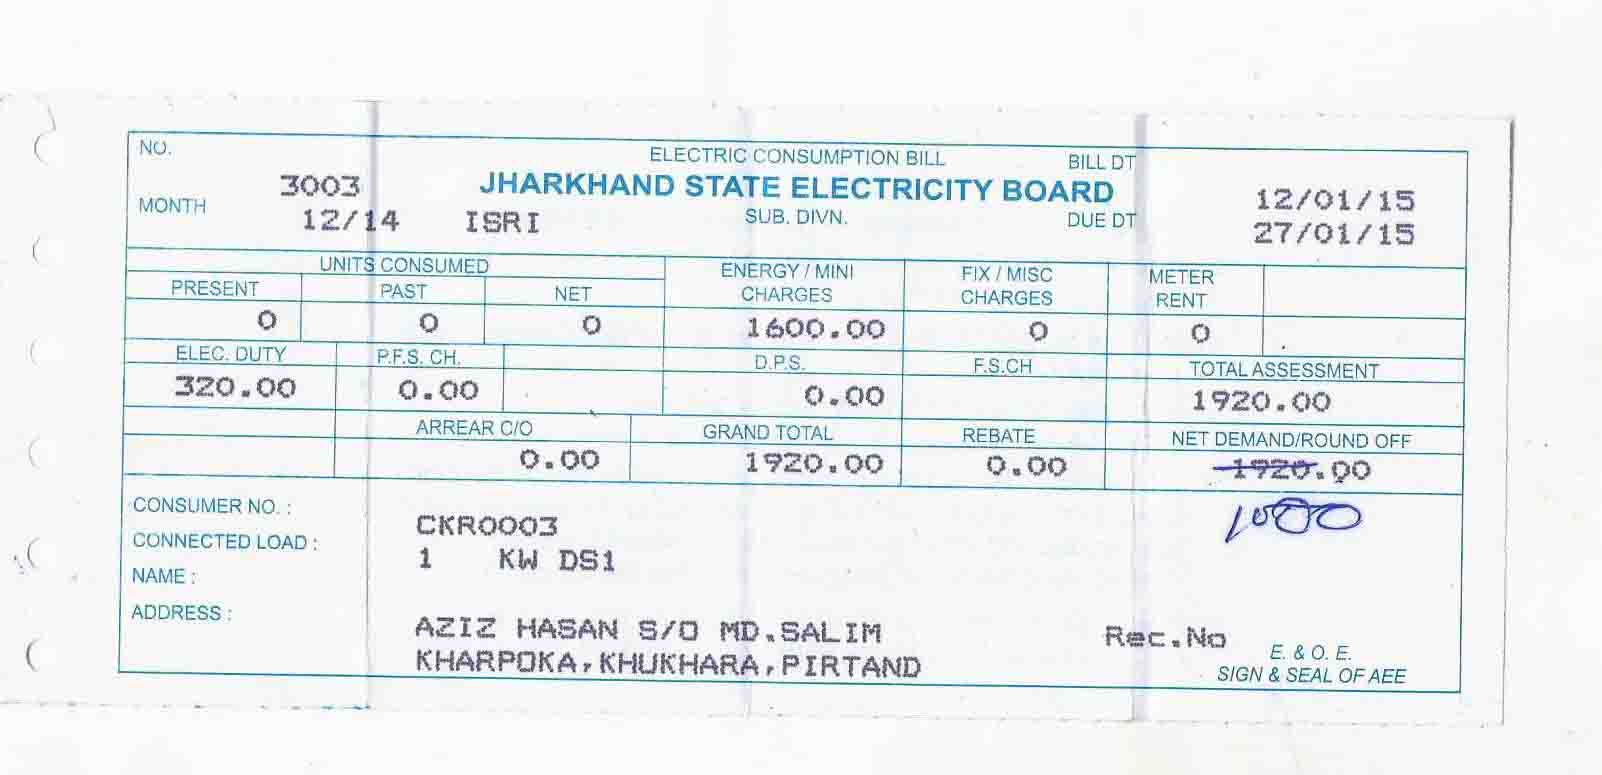 NO. ELECTRIC CONSUMPTION BILL BILL DT
3003 JHARKHAND STATE ELECTRICITY BOARD 12/01/15
MONTH 12/14 ISRI SUB. DIVN. DUE DT 27/01/15
UNITS CONSUMED ENERGY / MINI CHARGES FIX / MISC CHARGES METER RENT
PRESENT PAST NET
0 0 0 1600.00 0 0
ELEC. DUTY P.F.S. CH. D.P.S. F.S.CH TOTAL ASSESSMENT
320.00 0.00 0.00 1920.00
ARREAR C/O GRAND TOTAL REBATE NET DEMAND/ROUND OFF
0.00 1920.00 0.00 1920.00
1000
CONSUMER NO. : CKR0003
CONNECTED LOAD : 1 KW DS1
NAME :
ADDRESS :
AZIZ HASAN S/O MD.SALIM Rec.No
KHARPOKA,KHUKHARA,PIRTAND
E. & O. E.
SIGN & SEAL OF AEE